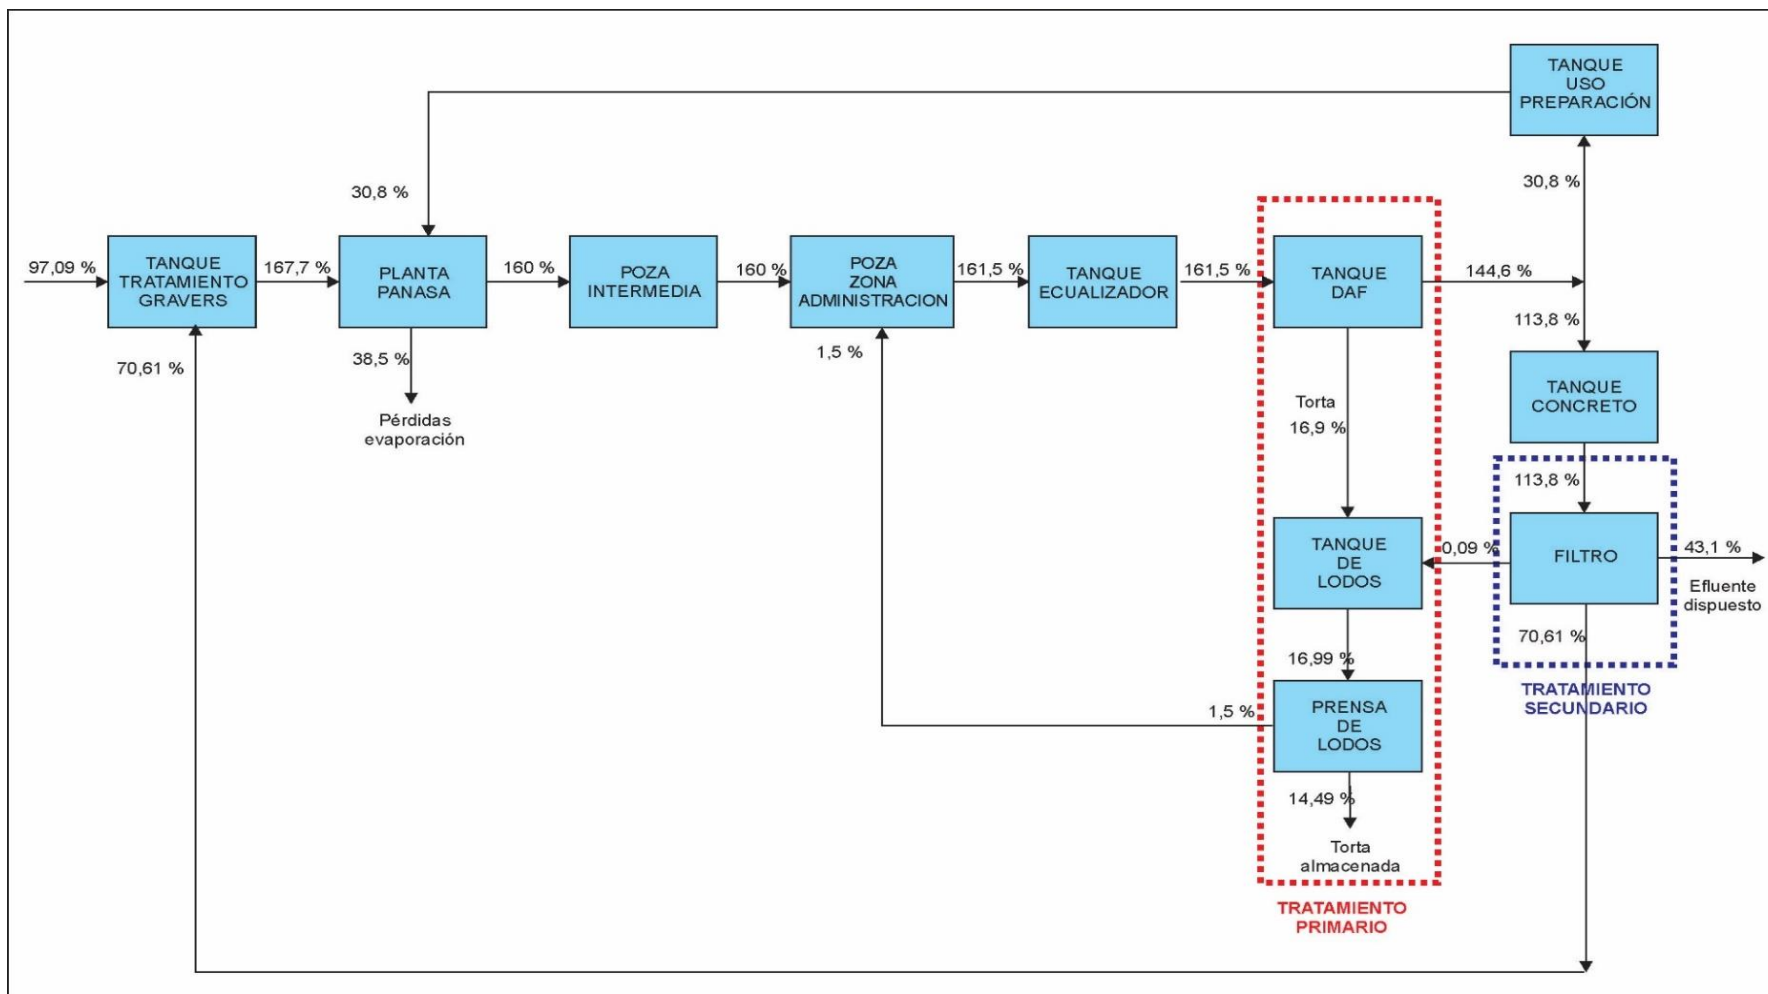 TANQUE
USO
PREPARACIÓN
30,8 %
30,8 %
97,09 %
TANQUE
TRATAMIENTO
GRAVERS
167,7 %
PLANTA
PANASA
160 %
POZA
INTERMEDIA
160 %
POZA
ZONA
ADMINISTRACION
161,5 %
TANQUE
ECUALIZADOR
161,5 %
TANQUE
DAF
144,6 %
113,8 %
70,61 %
38,5 %
Pérdidas
evaporación
1,5 %
Torta
16,9 %
TANQUE
CONCRETO
113,8 %
TANQUE
DE
LODOS
0,09 %
FILTRO
43,1 %
Efluente
dispuesto
70,61 %
16,99 %
TRATAMIENTO
SECUNDARIO
1,5 %
PRENSA
DE
LODOS
14,49 %
Torta
almacenada
TRATAMIENTO
PRIMARIO